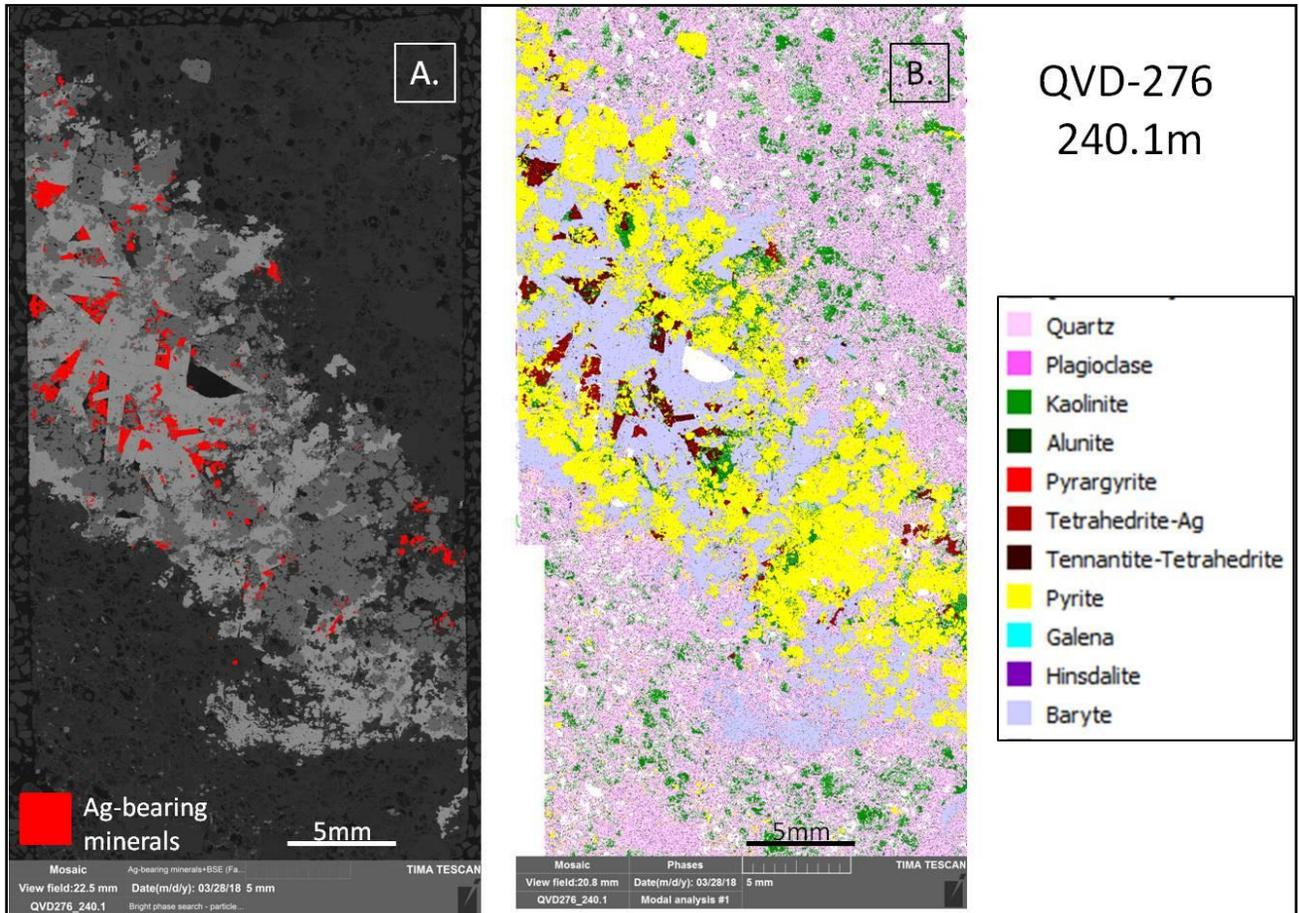 A.
Ag-bearing
minerals
5mm
Mosaic
Ag-bearing minerals+BSE (Fa...
TIMA TESCAN
View field:22.5 mm
Date(m/d/y): 03/28/18
5 mm
QVD276_240.1
Bright phase search - particle...
B.
5mm
Mosaic
Phases
TIMA TESCAN
View field:20.8 mm
Date(m/d/y): 03/28/18
5 mm
QVD276_240.1
Modal analysis #1
QVD-276
240.1m
Quartz
Plagioclase
Kaolinite
Alunite
Pyrargyrite
Tetrahedrite-Ag
Tennantite-Tetrahedrite
Pyrite
Galena
Hinsdalite
Baryte